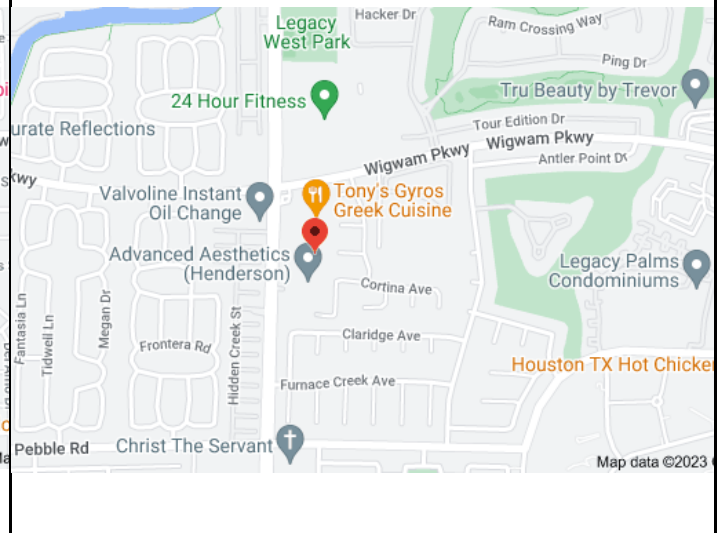 Hacker Dr
Legacy
West Park
Ram Crossing Way
Ping Dr
24 Hour Fitness
Tru Beauty by Trevor
urate Reflections
Tour Edition Dr
Wigwam Pkwy
Wigwam Pkwy
Antler Point Dr
kwy
Valvoline Instant
Oil Change
Tony's Gyros
Greek Cuisine
Advanced Aesthetics
(Henderson)
Legacy Palms
Condominiums
Cortina Ave
Fantasia Ln
Tidwell Ln
Megan Dr
Frontera Rd
Hidden Creek St
Claridge Ave
Houston TX Hot Chicken
Furnace Creek Ave
Pebble Rd
Christ The Servant
Map data ©2023